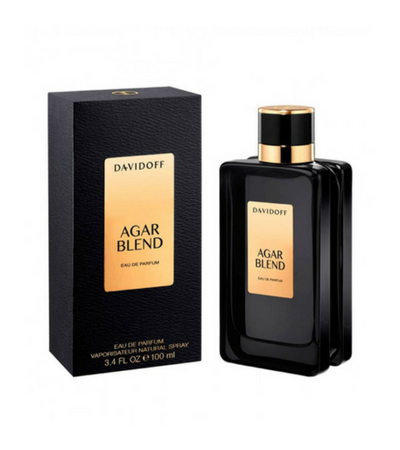 DAVIDOFF
AGAR
BLEND
EAU DE PARFUM
EAU DE PARFUM
VAPORISATEUR NATURAL SPRAY
3.4 FL. OZ ℮ 100 ml
DAVIDOFF
AGAR
BLEND
EAU DE PARFUM